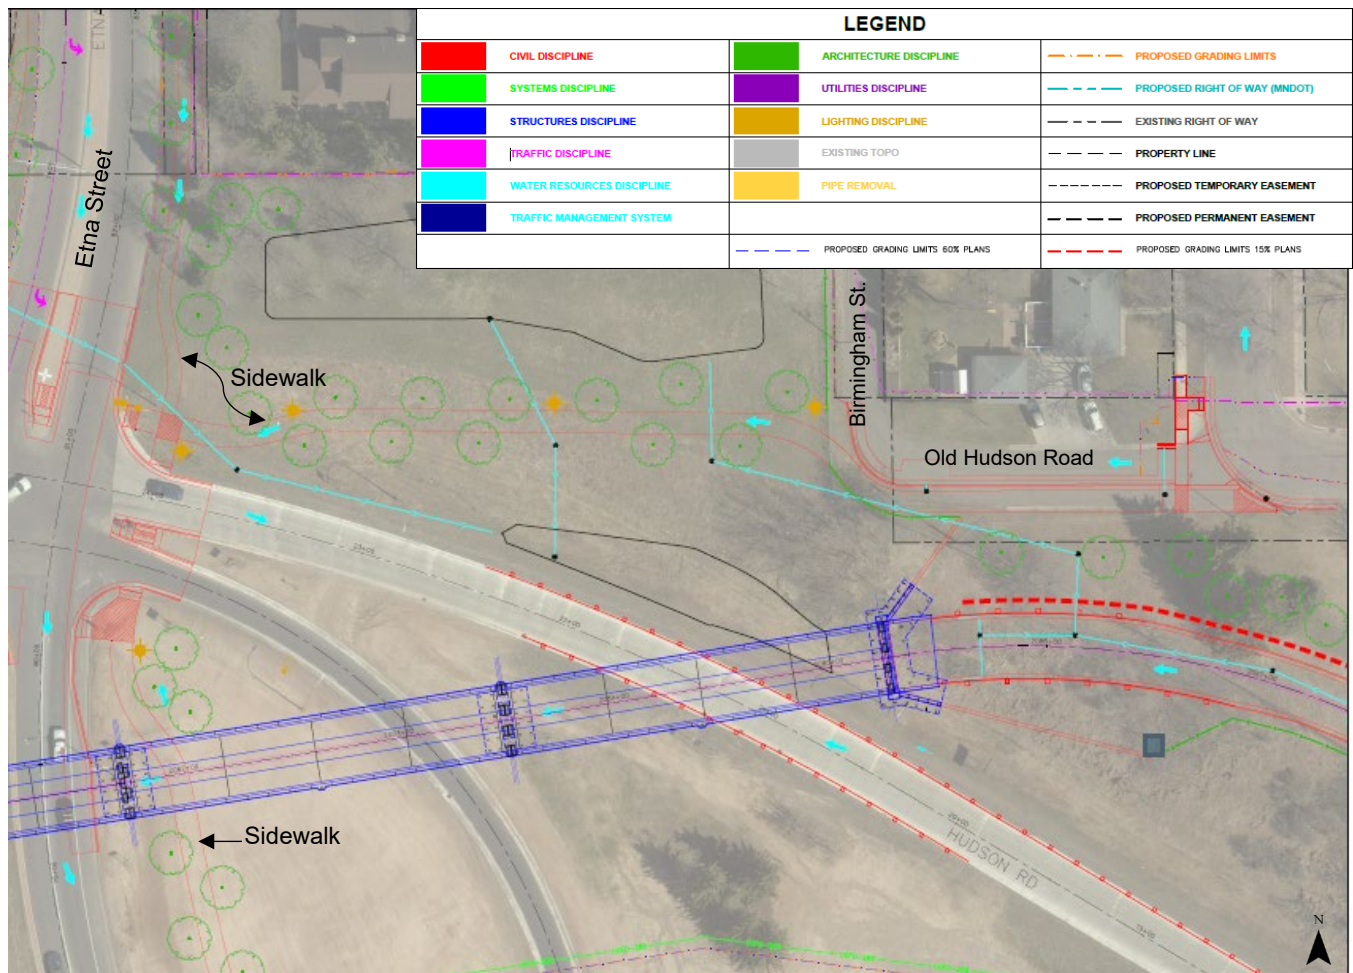 LEGEND
CIVIL DISCIPLINE
ARCHITECTURE DISCIPLINE
PROPOSED GRADING LIMITS
SYSTEMS DISCIPLINE
UTILITIES DISCIPLINE
PROPOSED RIGHT OF WAY (MNDOT)
STRUCTURES DISCIPLINE
LIGHTING DISCIPLINE
EXISTING RIGHT OF WAY
TRAFFIC DISCIPLINE
EXISTING TOPO
PROPERTY LINE
WATER RESOURCES DISCIPLINE
PIPE REMOVAL
PROPOSED TEMPORARY EASEMENT
TRAFFIC MANAGEMENT SYSTEM
PROPOSED PERMANENT EASEMENT
PROPOSED GRADING LIMITS 60% PLANS
PROPOSED GRADING LIMITS 15% PLANS
ETNA
Etna Street
Birmingham St.
Sidewalk
Old Hudson Road
Sidewalk
HUDSON RD
N